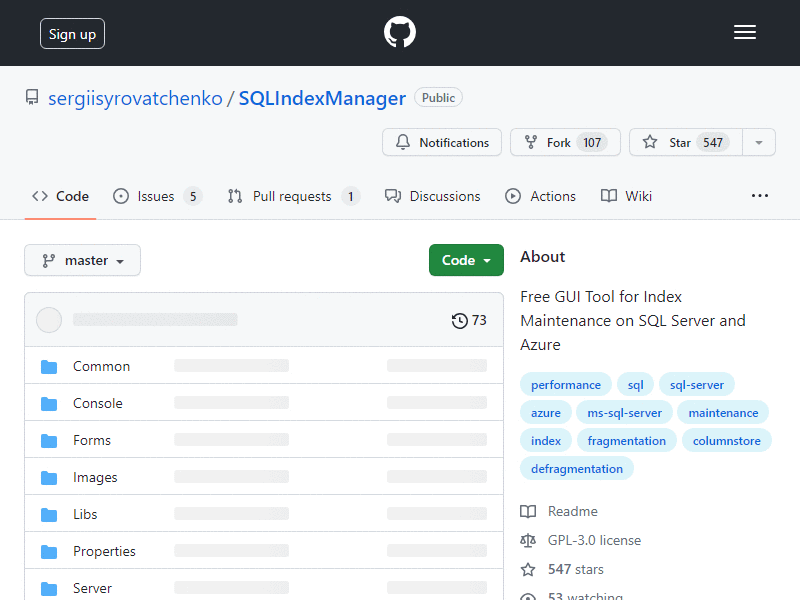 Sign up
sergiisyrovatchenko / SQLIndexManager Public
Notifications Fork 107 Star 547
Code Issues 5 Pull requests 1 Discussions Actions Wiki
master Code
73
Common
Console
Forms
Images
Libs
Properties
Server
About
Free GUI Tool for Index
Maintenance on SQL Server and
Azure
performance sql sql-server
azure ms-sql-server maintenance
index fragmentation columnstore
defragmentation
Readme
GPL-3.0 license
547 stars
53 watching